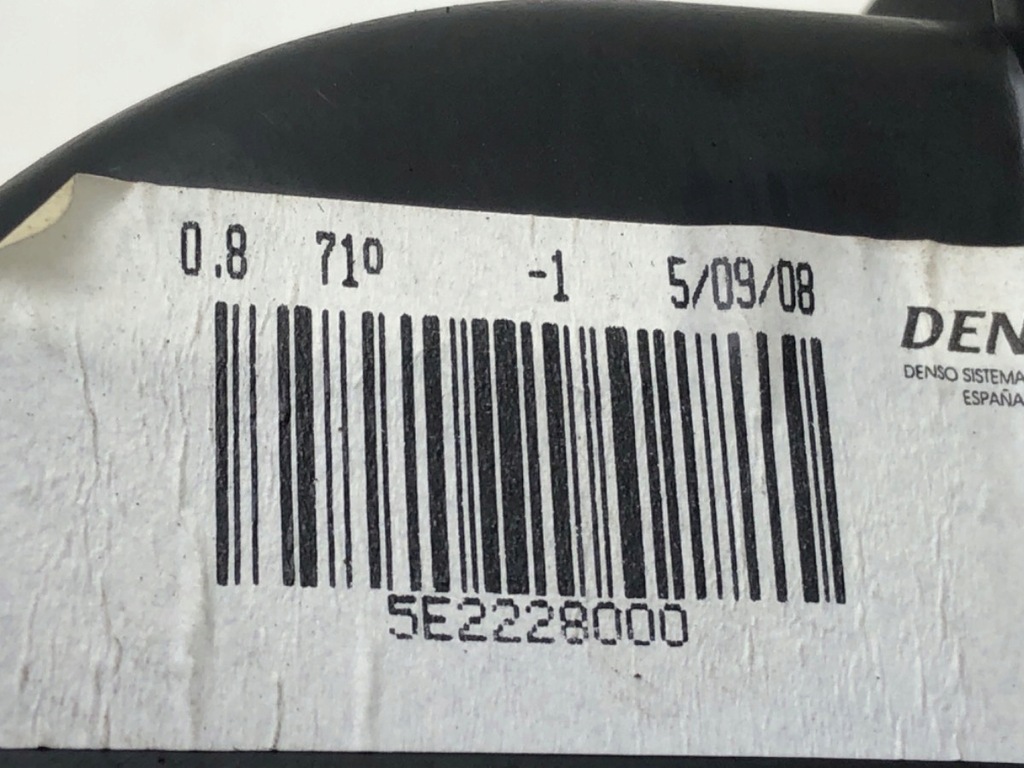 0.8 71º -1 5/09/08
DEN
DENSO SISTEMA
ESPAÑA
5E2228000